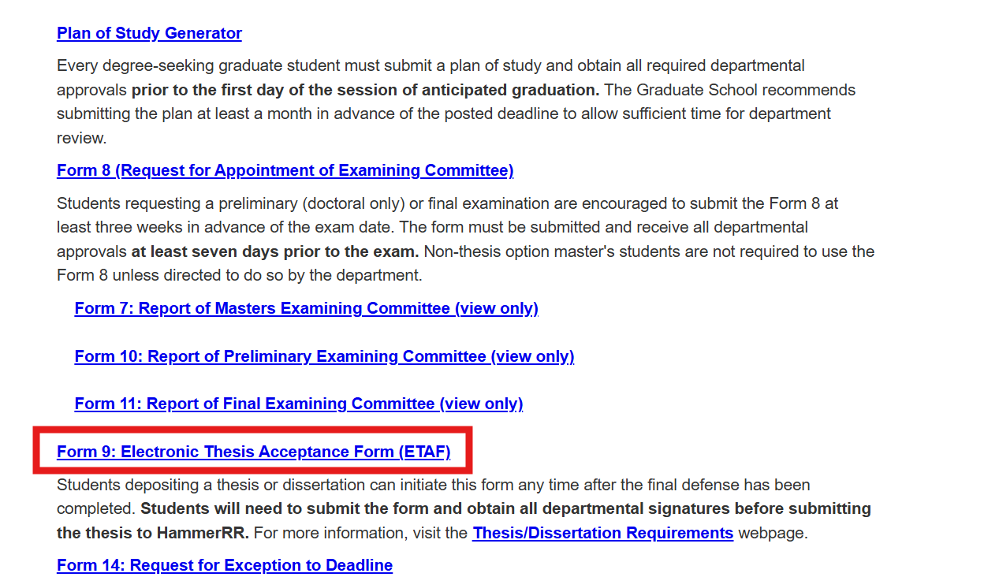 Plan of Study Generator
Every degree-seeking graduate student must submit a plan of study and obtain all required departmental
approvals prior to the first day of the session of anticipated graduation. The Graduate School recommends
submitting the plan at least a month in advance of the posted deadline to allow sufficient time for department
review.
Form 8 (Request for Appointment of Examining Committee)
Students requesting a preliminary (doctoral only) or final examination are encouraged to submit the Form 8 at
least three weeks in advance of the exam date. The form must be submitted and receive all departmental
approvals at least seven days prior to the exam. Non-thesis option master's students are not required to use the
Form 8 unless directed to do so by the department.
Form 7: Report of Masters Examining Committee (view only)
Form 10: Report of Preliminary Examining Committee (view only)
Form 11: Report of Final Examining Committee (view only)
Form 9: Electronic Thesis Acceptance Form (ETAF)
Students depositing a thesis or dissertation can initiate this form any time after the final defense has been
completed. Students will need to submit the form and obtain all departmental signatures before submitting
the thesis to HammerRR. For more information, visit the Thesis/Dissertation Requirements webpage.
Form 14: Request for Exception to Deadline